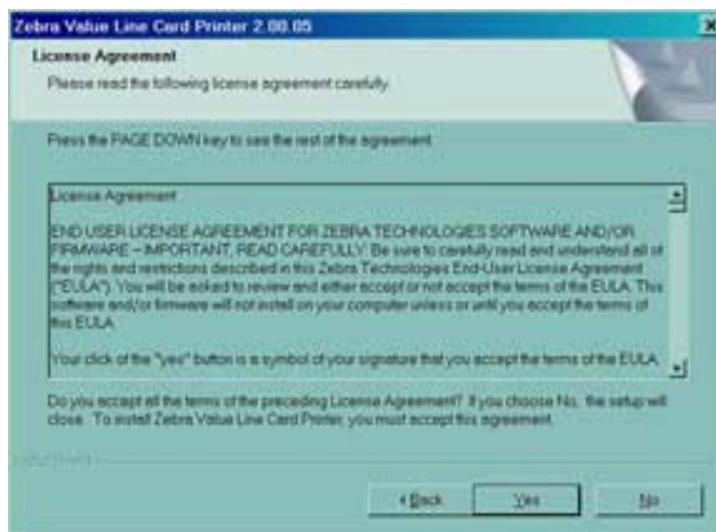 Zebra Value Line Card Printer 2.00.05
License Agreement
Please read the following license agreement carefully.
Press the PAGE DOWN key to see the rest of the agreement.
License Agreement
END USER LICENSE AGREEMENT FOR ZEBRA TECHNOLOGIES SOFTWARE AND/OR
FIRMWARE – IMPORTANT, READ CAREFULLY: Be sure to carefully read and understand all of
the rights and restrictions described in this Zebra Technologies End-User License Agreement
("EULA"). You will be asked to review and either accept or not accept the terms of the EULA. This
software and/or firmware will not install on your computer unless or until you accept the terms of
this EULA.
Your click of the "yes" button is a symbol of your signature that you accept the terms of the EULA.
Do you accept all the terms of the preceding License Agreement? If you choose No, the setup will
close. To install Zebra Value Line Card Printer, you must accept this agreement.
< Back
Yes
No